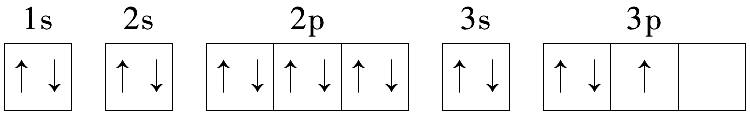 1s 2s 2p 3s 3p
↑ ↓ ↑ ↓ ↑ ↓ ↑ ↓ ↑ ↓ ↑ ↓ ↑ ↓ ↑